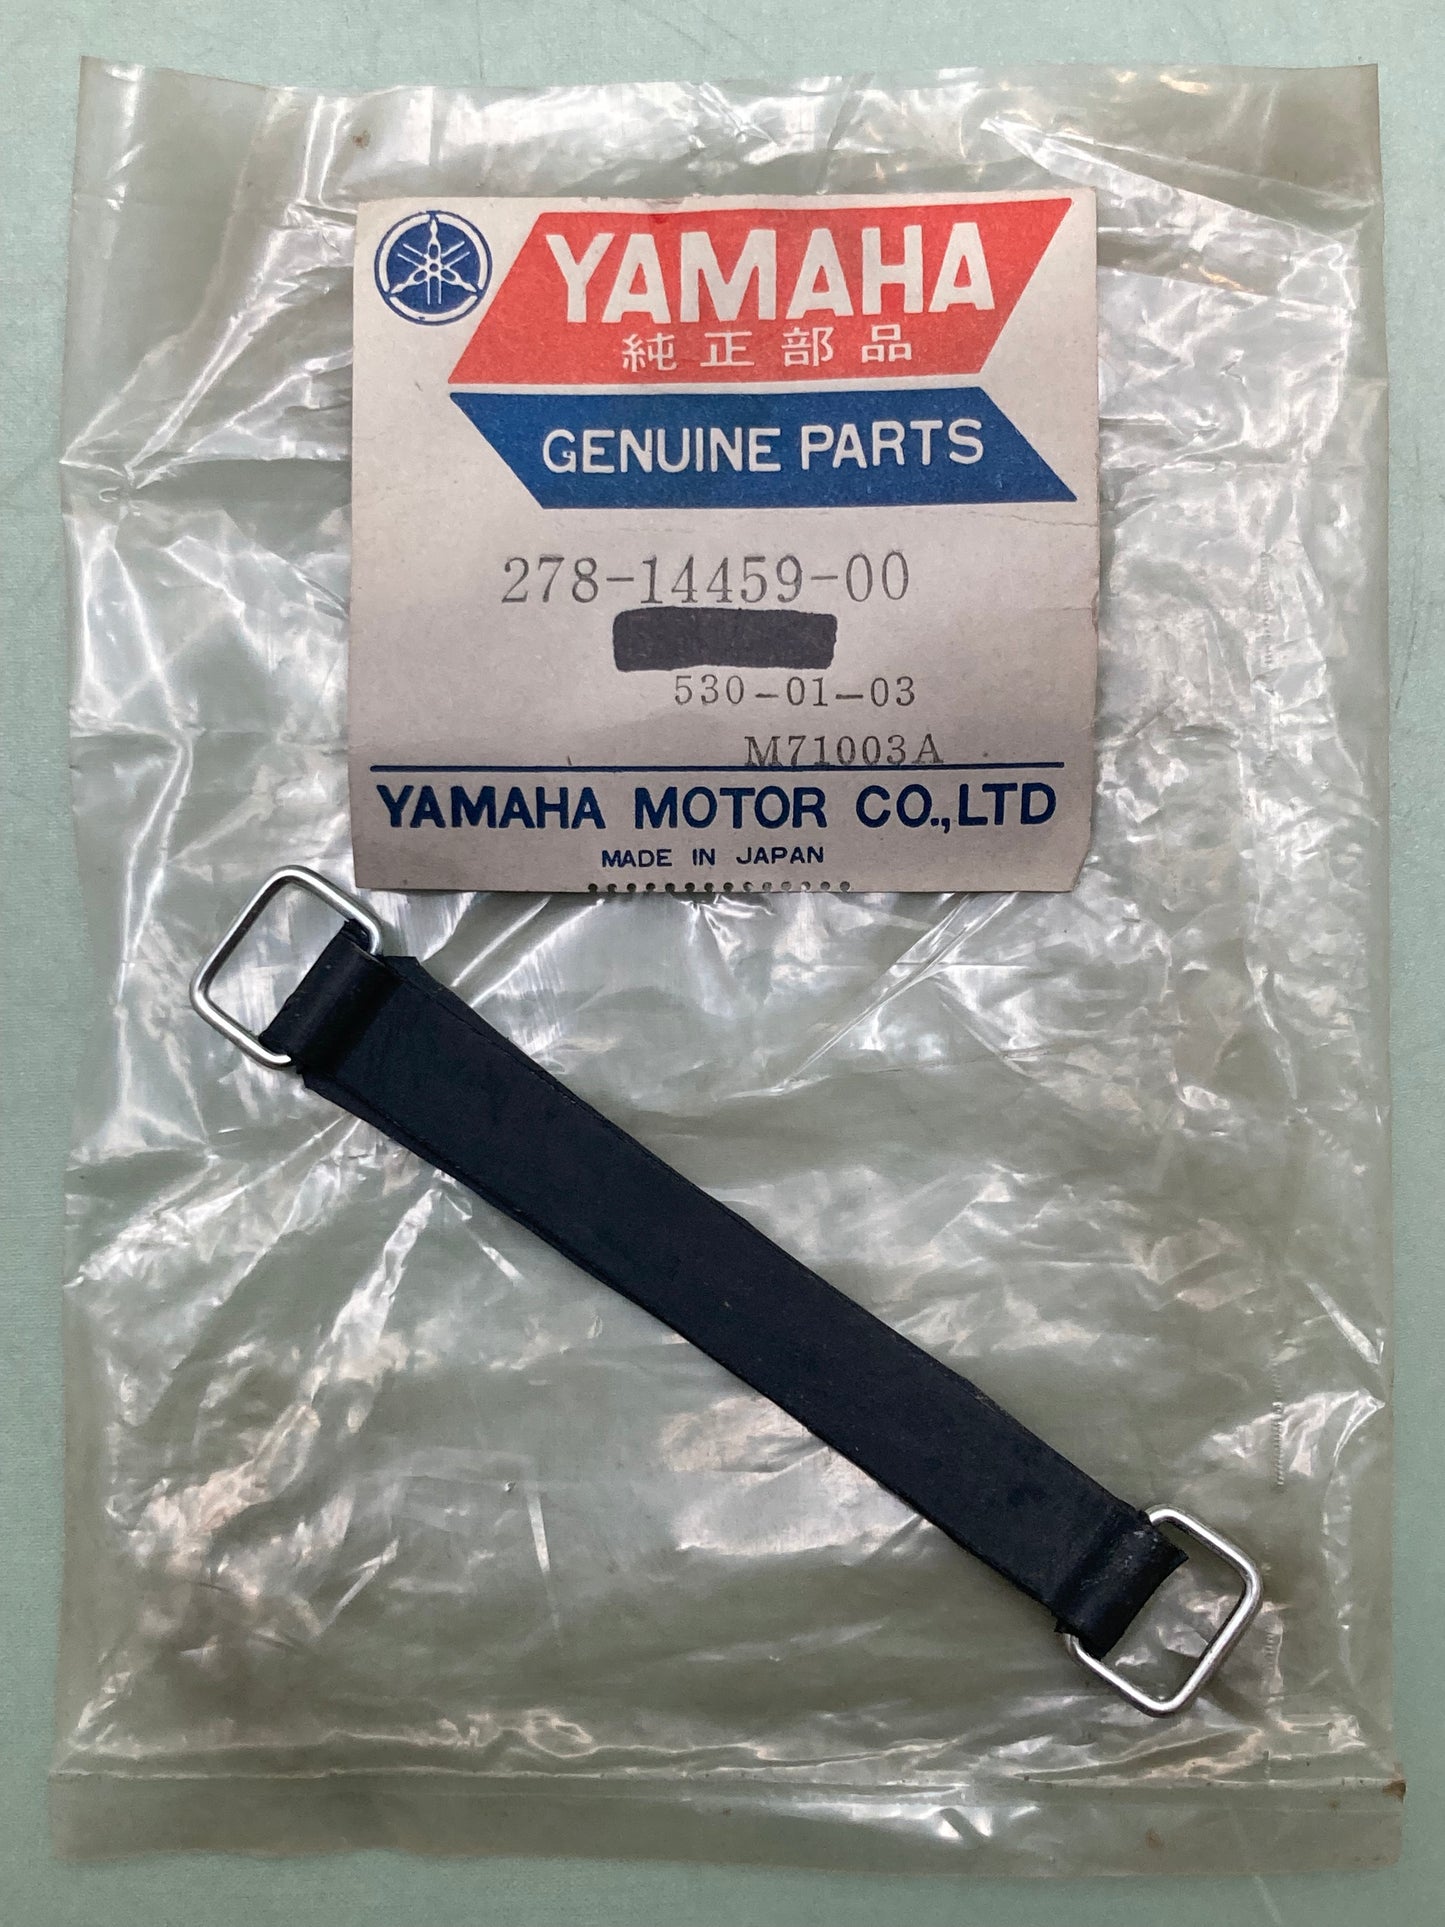 YAMAHA
純正部品
GENUINE PARTS
278-14459-00
530-01-03
M71003A
YAMAHA MOTOR CO.,LTD
MADE IN JAPAN